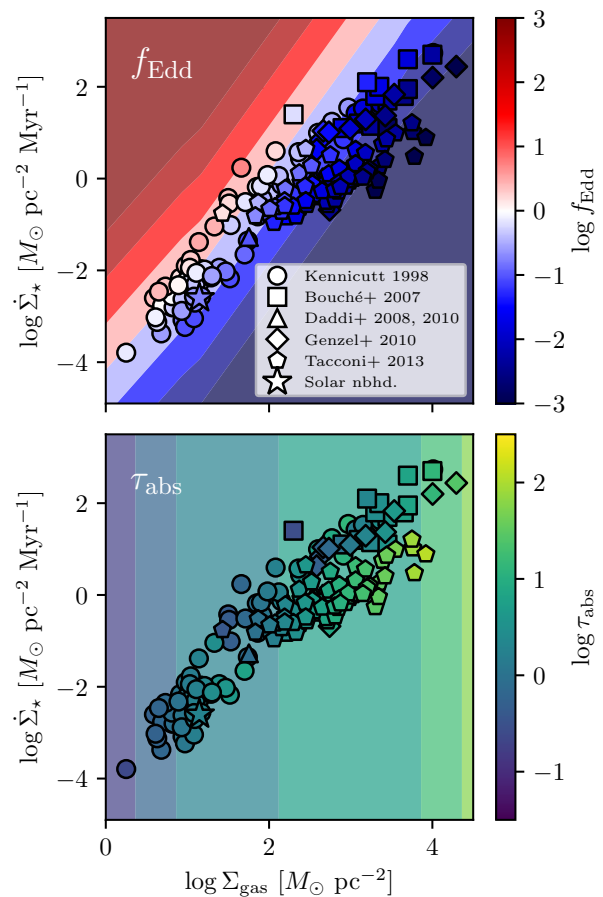 f_Edd
log Σ̇⋆ [M⊙ pc⁻² Myr⁻¹]
2
0
−2
−4
Kennicutt 1998
Bouché+ 2007
Daddi+ 2008, 2010
Genzel+ 2010
Tacconi+ 2013
Solar nbhd.
3
2
1
0
−1
−2
−3
log f_Edd
τ_abs
log Σ̇⋆ [M⊙ pc⁻² Myr⁻¹]
2
0
−2
−4
0
2
4
log Σ_gas [M⊙ pc⁻²]
2
1
0
−1
log τ_abs